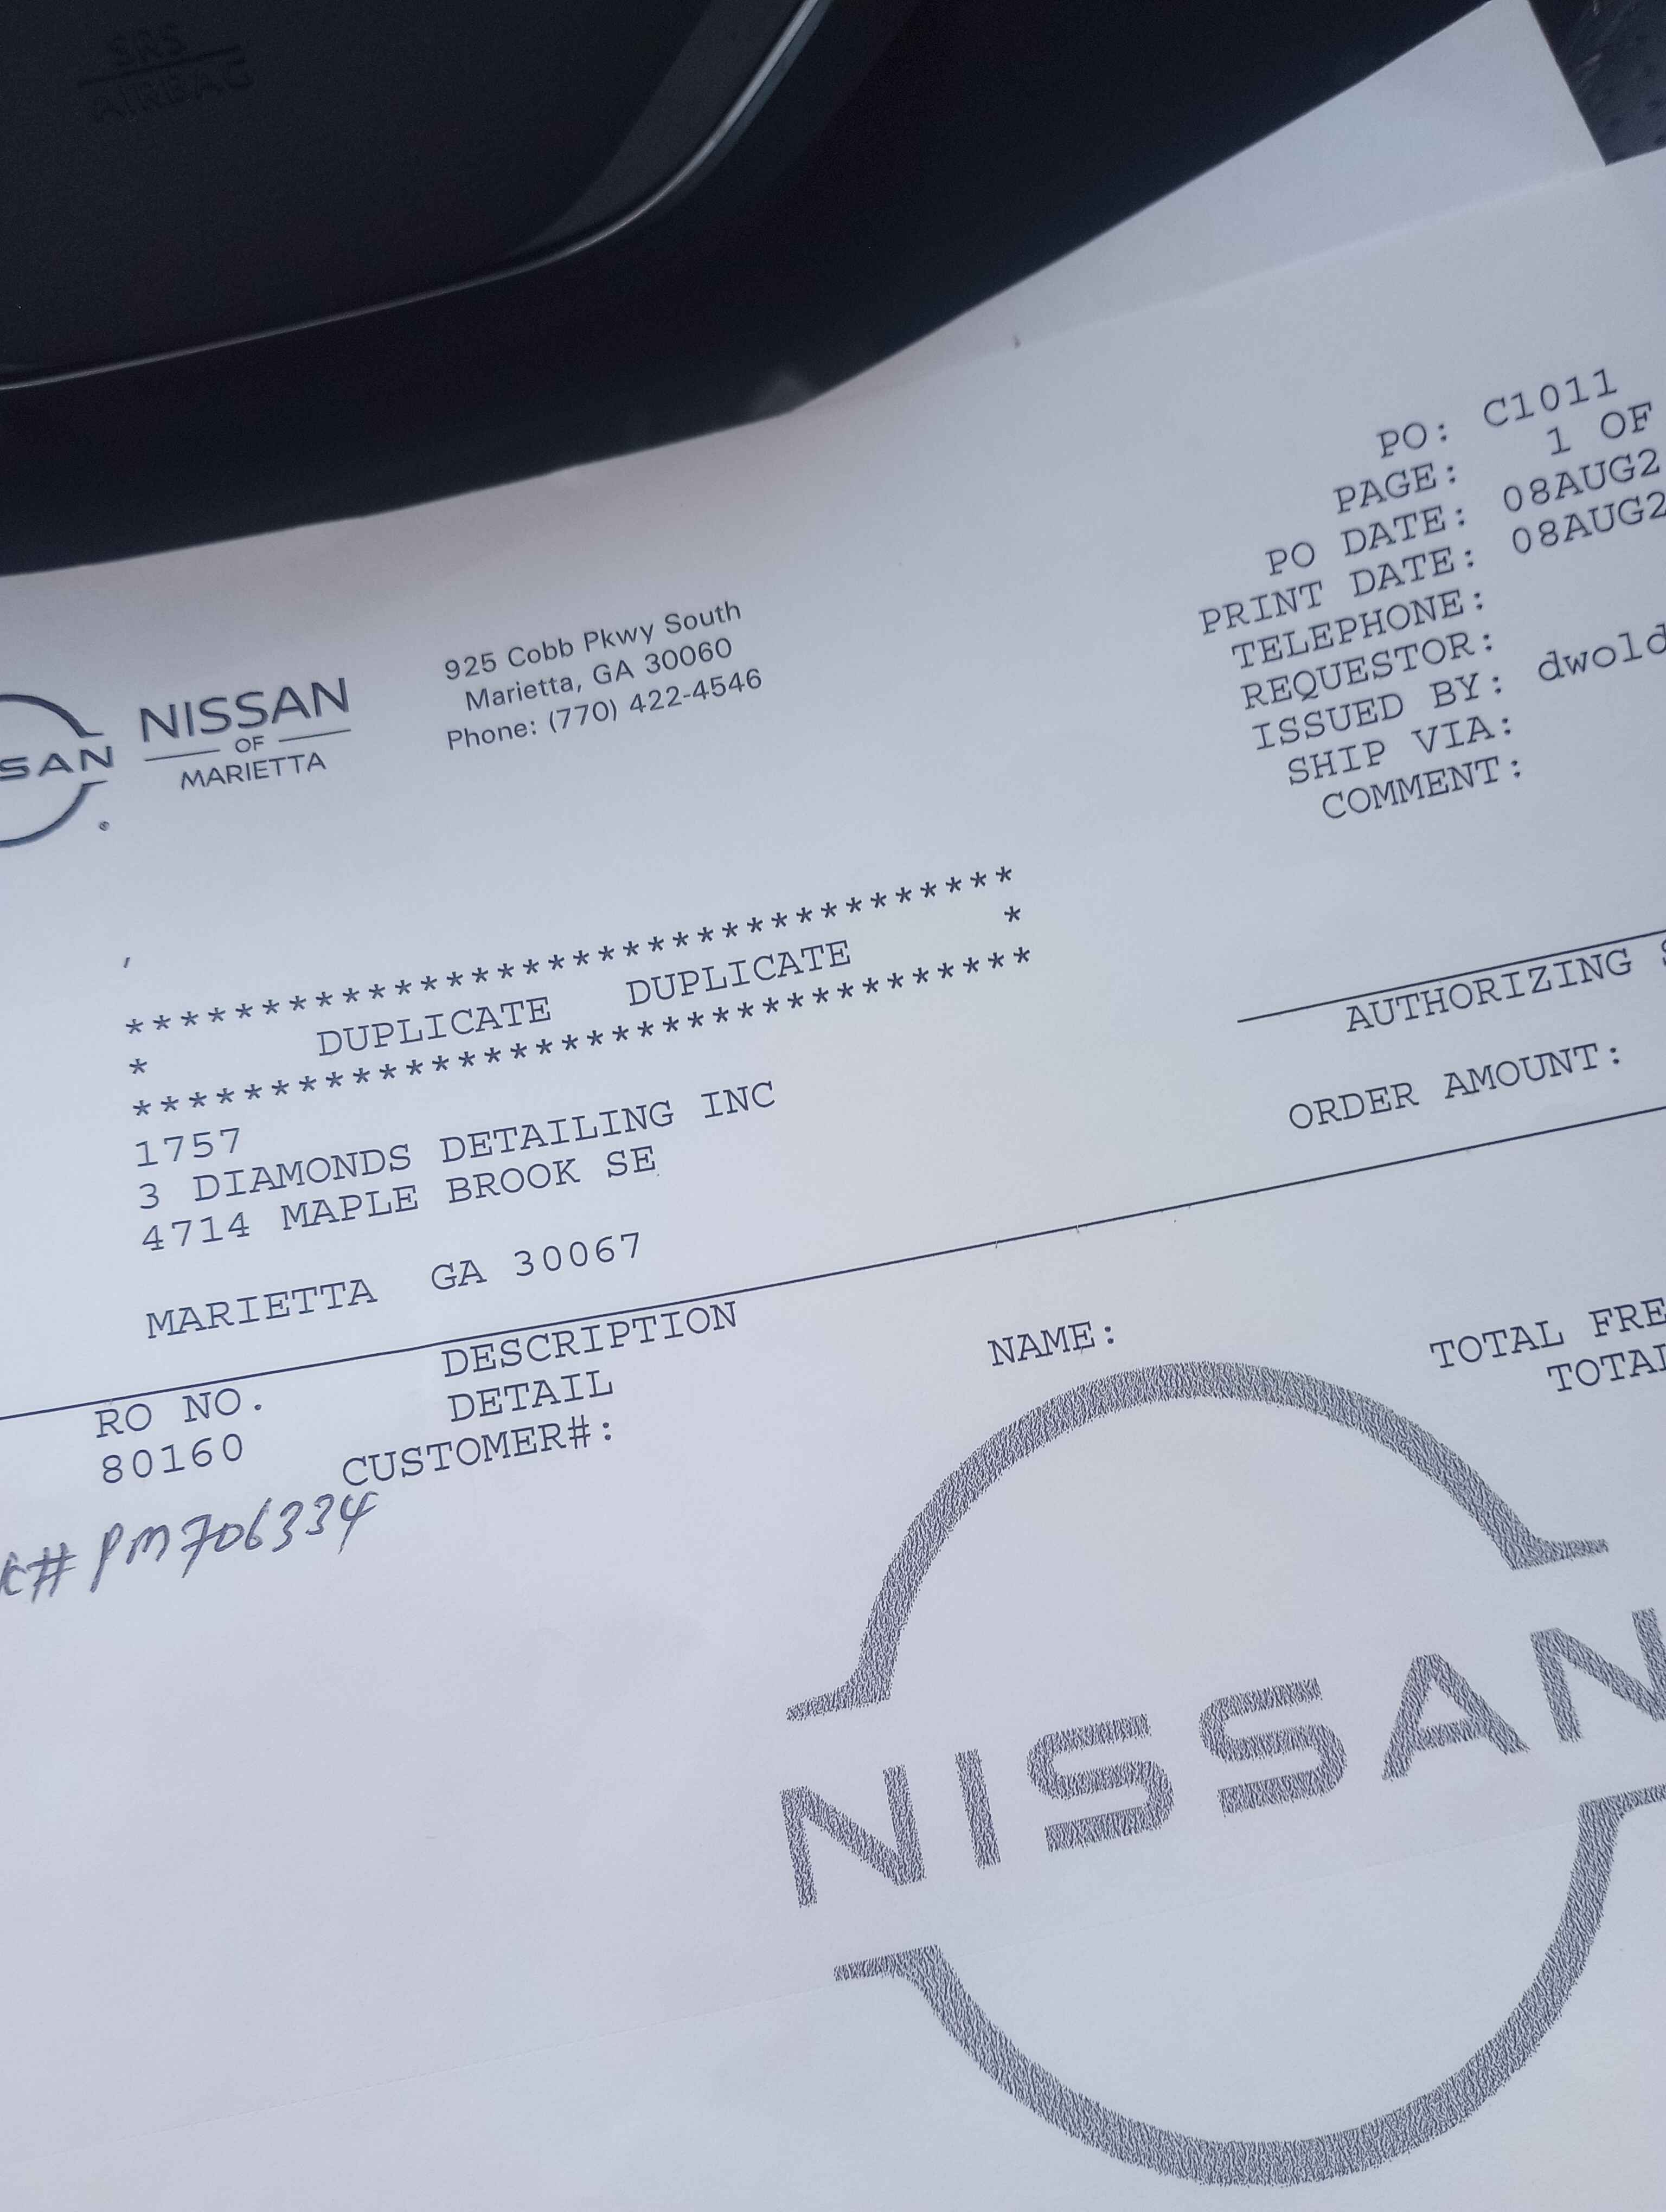 SRS
AIRBAG
PO: C1011
PAGE: 1 OF
PO DATE: 08AUG2
PRINT DATE: 08AUG2
TELEPHONE:
REQUESTOR:
ISSUED BY: dwold
SHIP VIA:
COMMENT:
925 Cobb Pkwy South
Marietta, GA 30060
Phone: (770) 422-4546
SAN
NISSAN
OF
MARIETTA
*********************************
* DUPLICATE DUPLICATE *
*********************************
1757
3 DIAMONDS DETAILING INC
4714 MAPLE BROOK SE
MARIETTA GA 30067
AUTHORIZING S
ORDER AMOUNT:
RO NO. DESCRIPTION
80160 DETAIL
CUSTOMER#: NAME:
TOTAL FRE
TOTAL
# PM706334
NISSAN